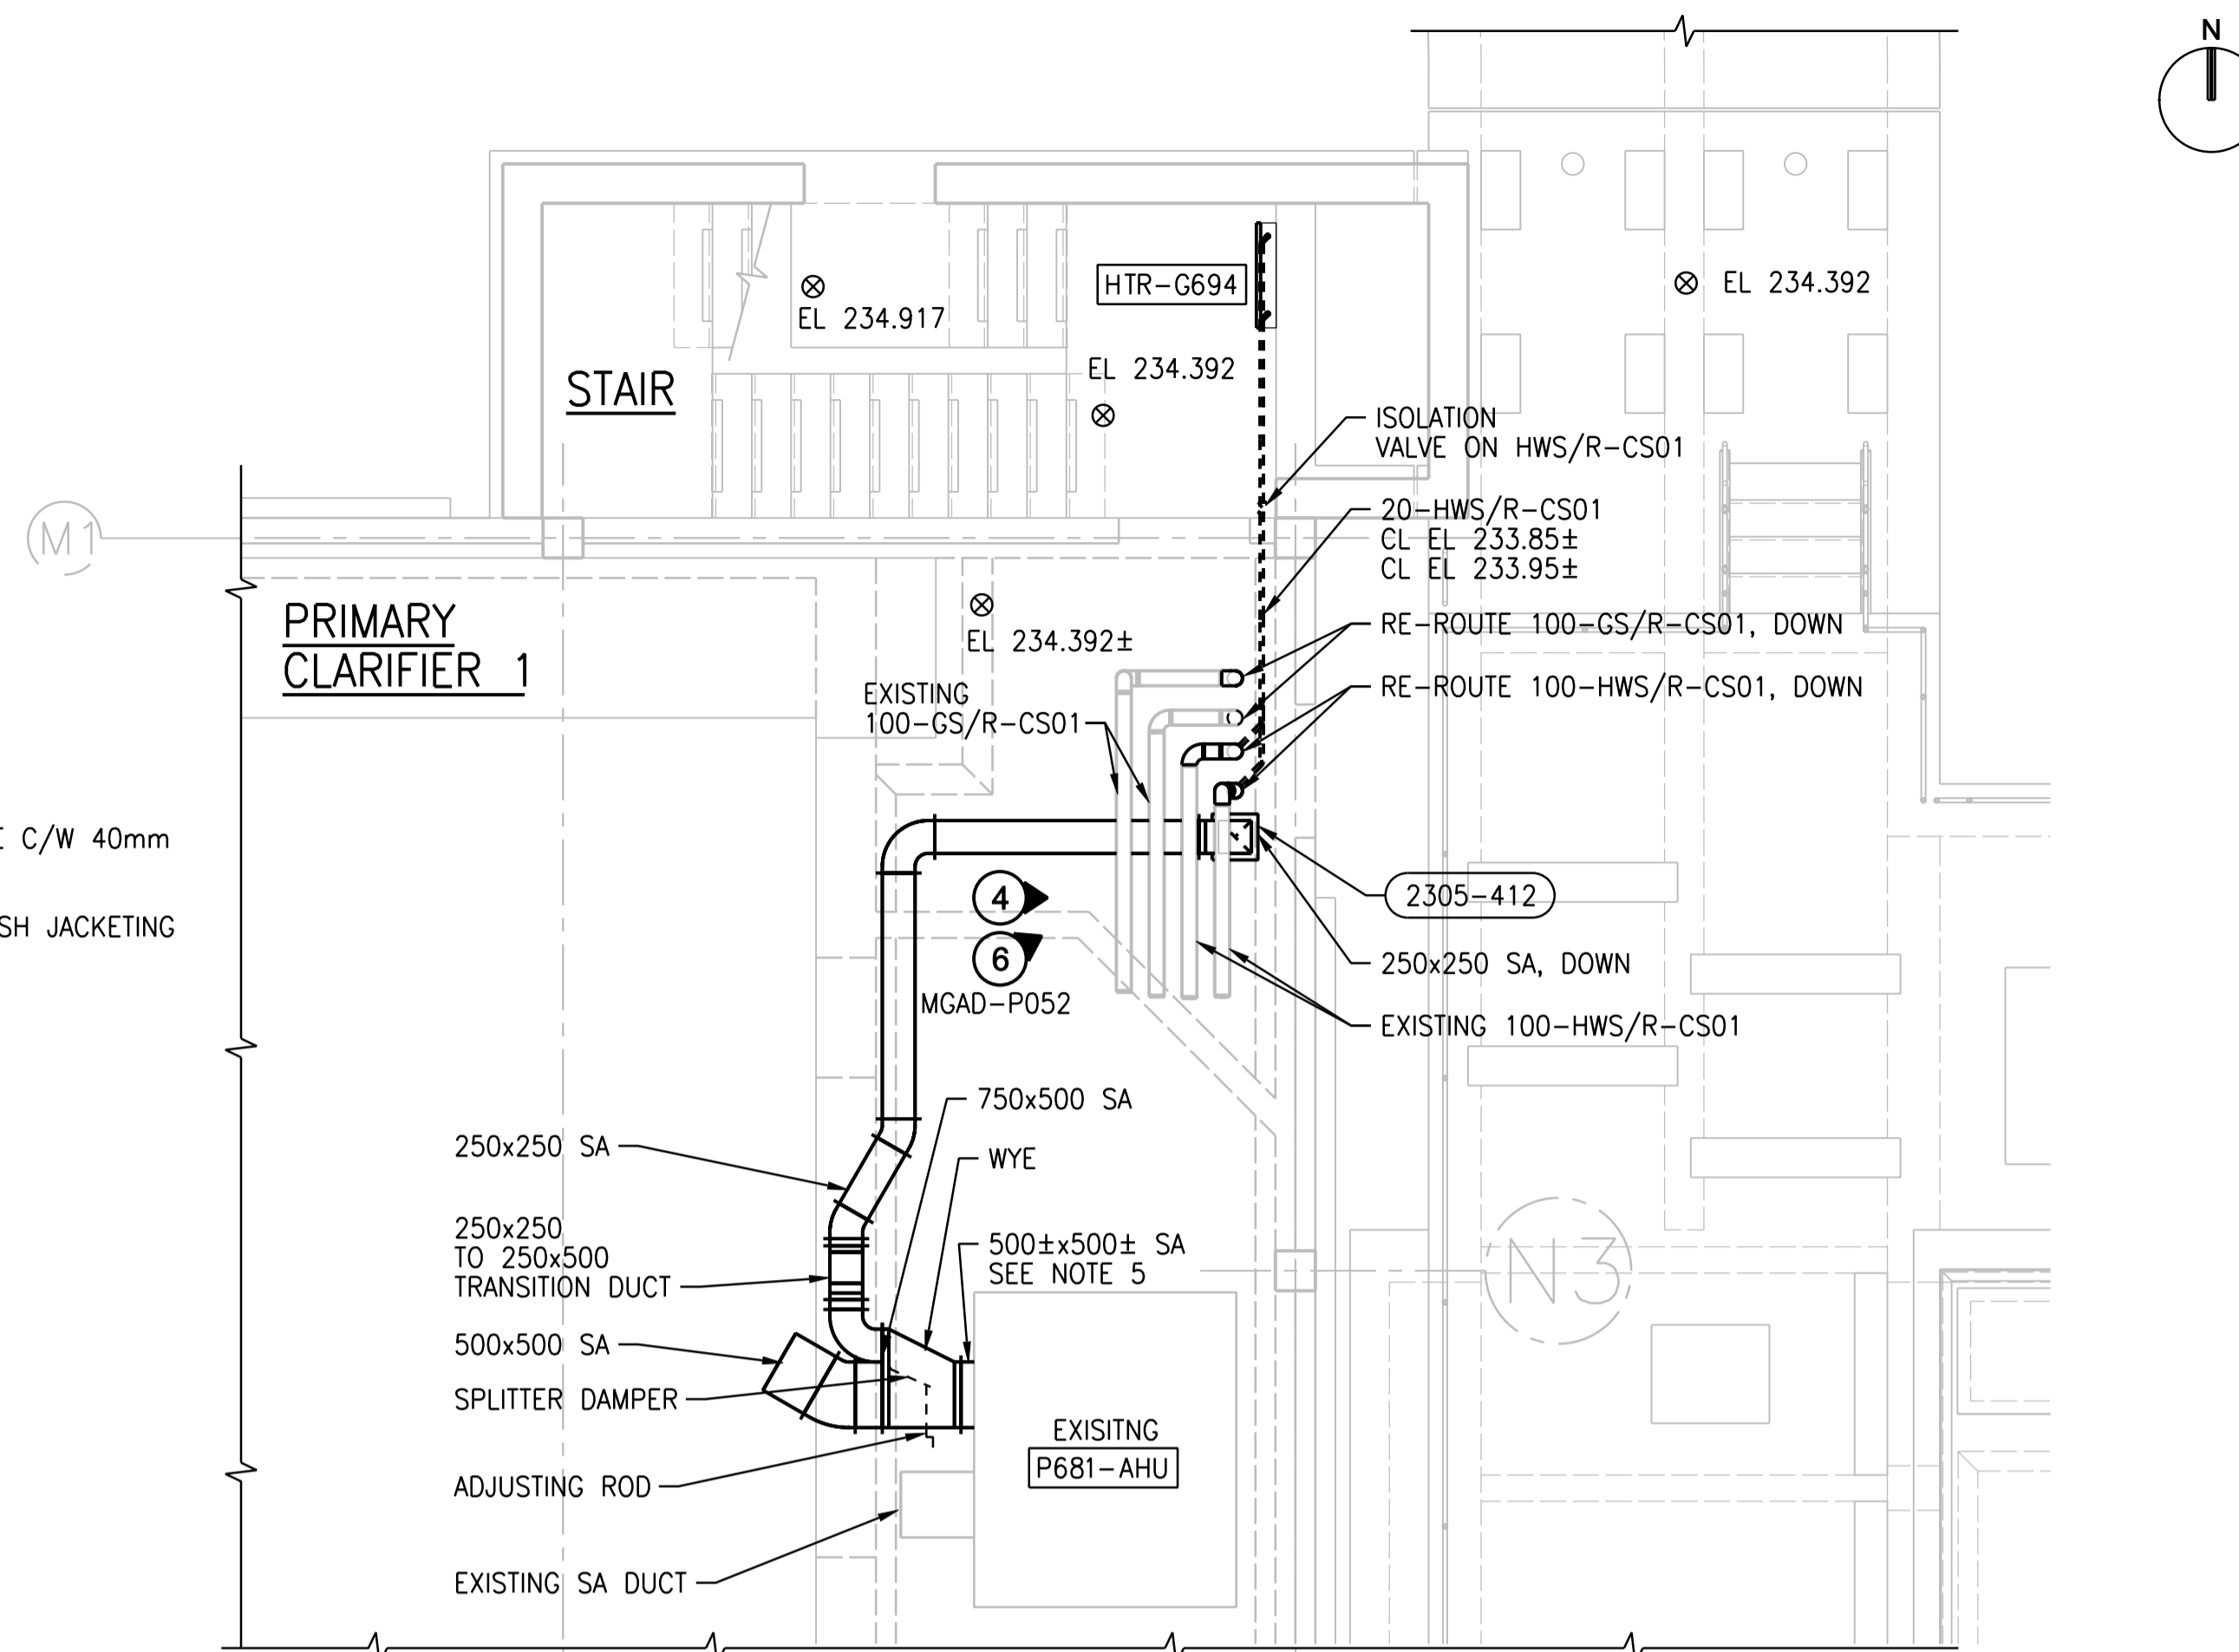 N
HTR-G694
EL 234.917
EL 234.392
EL 234.392
STAIR
ISOLATION
VALVE ON HWS/R-CS01
20-HWS/R-CS01
CL EL 233.85±
CL EL 233.95±
M1
PRIMARY
CLARIFIER 1
EL 234.392±
RE-ROUTE 100-GS/R-CS01, DOWN
RE-ROUTE 100-HWS/R-CS01, DOWN
EXISTING
100-GS/R-CS01
C/W 40mm
JACKETING
4
6
MGAD-P052
2305-412
250x250 SA, DOWN
EXISTING 100-HWS/R-CS01
750x500 SA
WYE
250x250 SA
250x250
TO 250x500
TRANSITION DUCT
500±x500± SA
SEE NOTE 5
N3
500x500 SA
SPLITTER DAMPER
EXISITNG
P681-AHU
ADJUSTING ROD
EXISTING SA DUCT